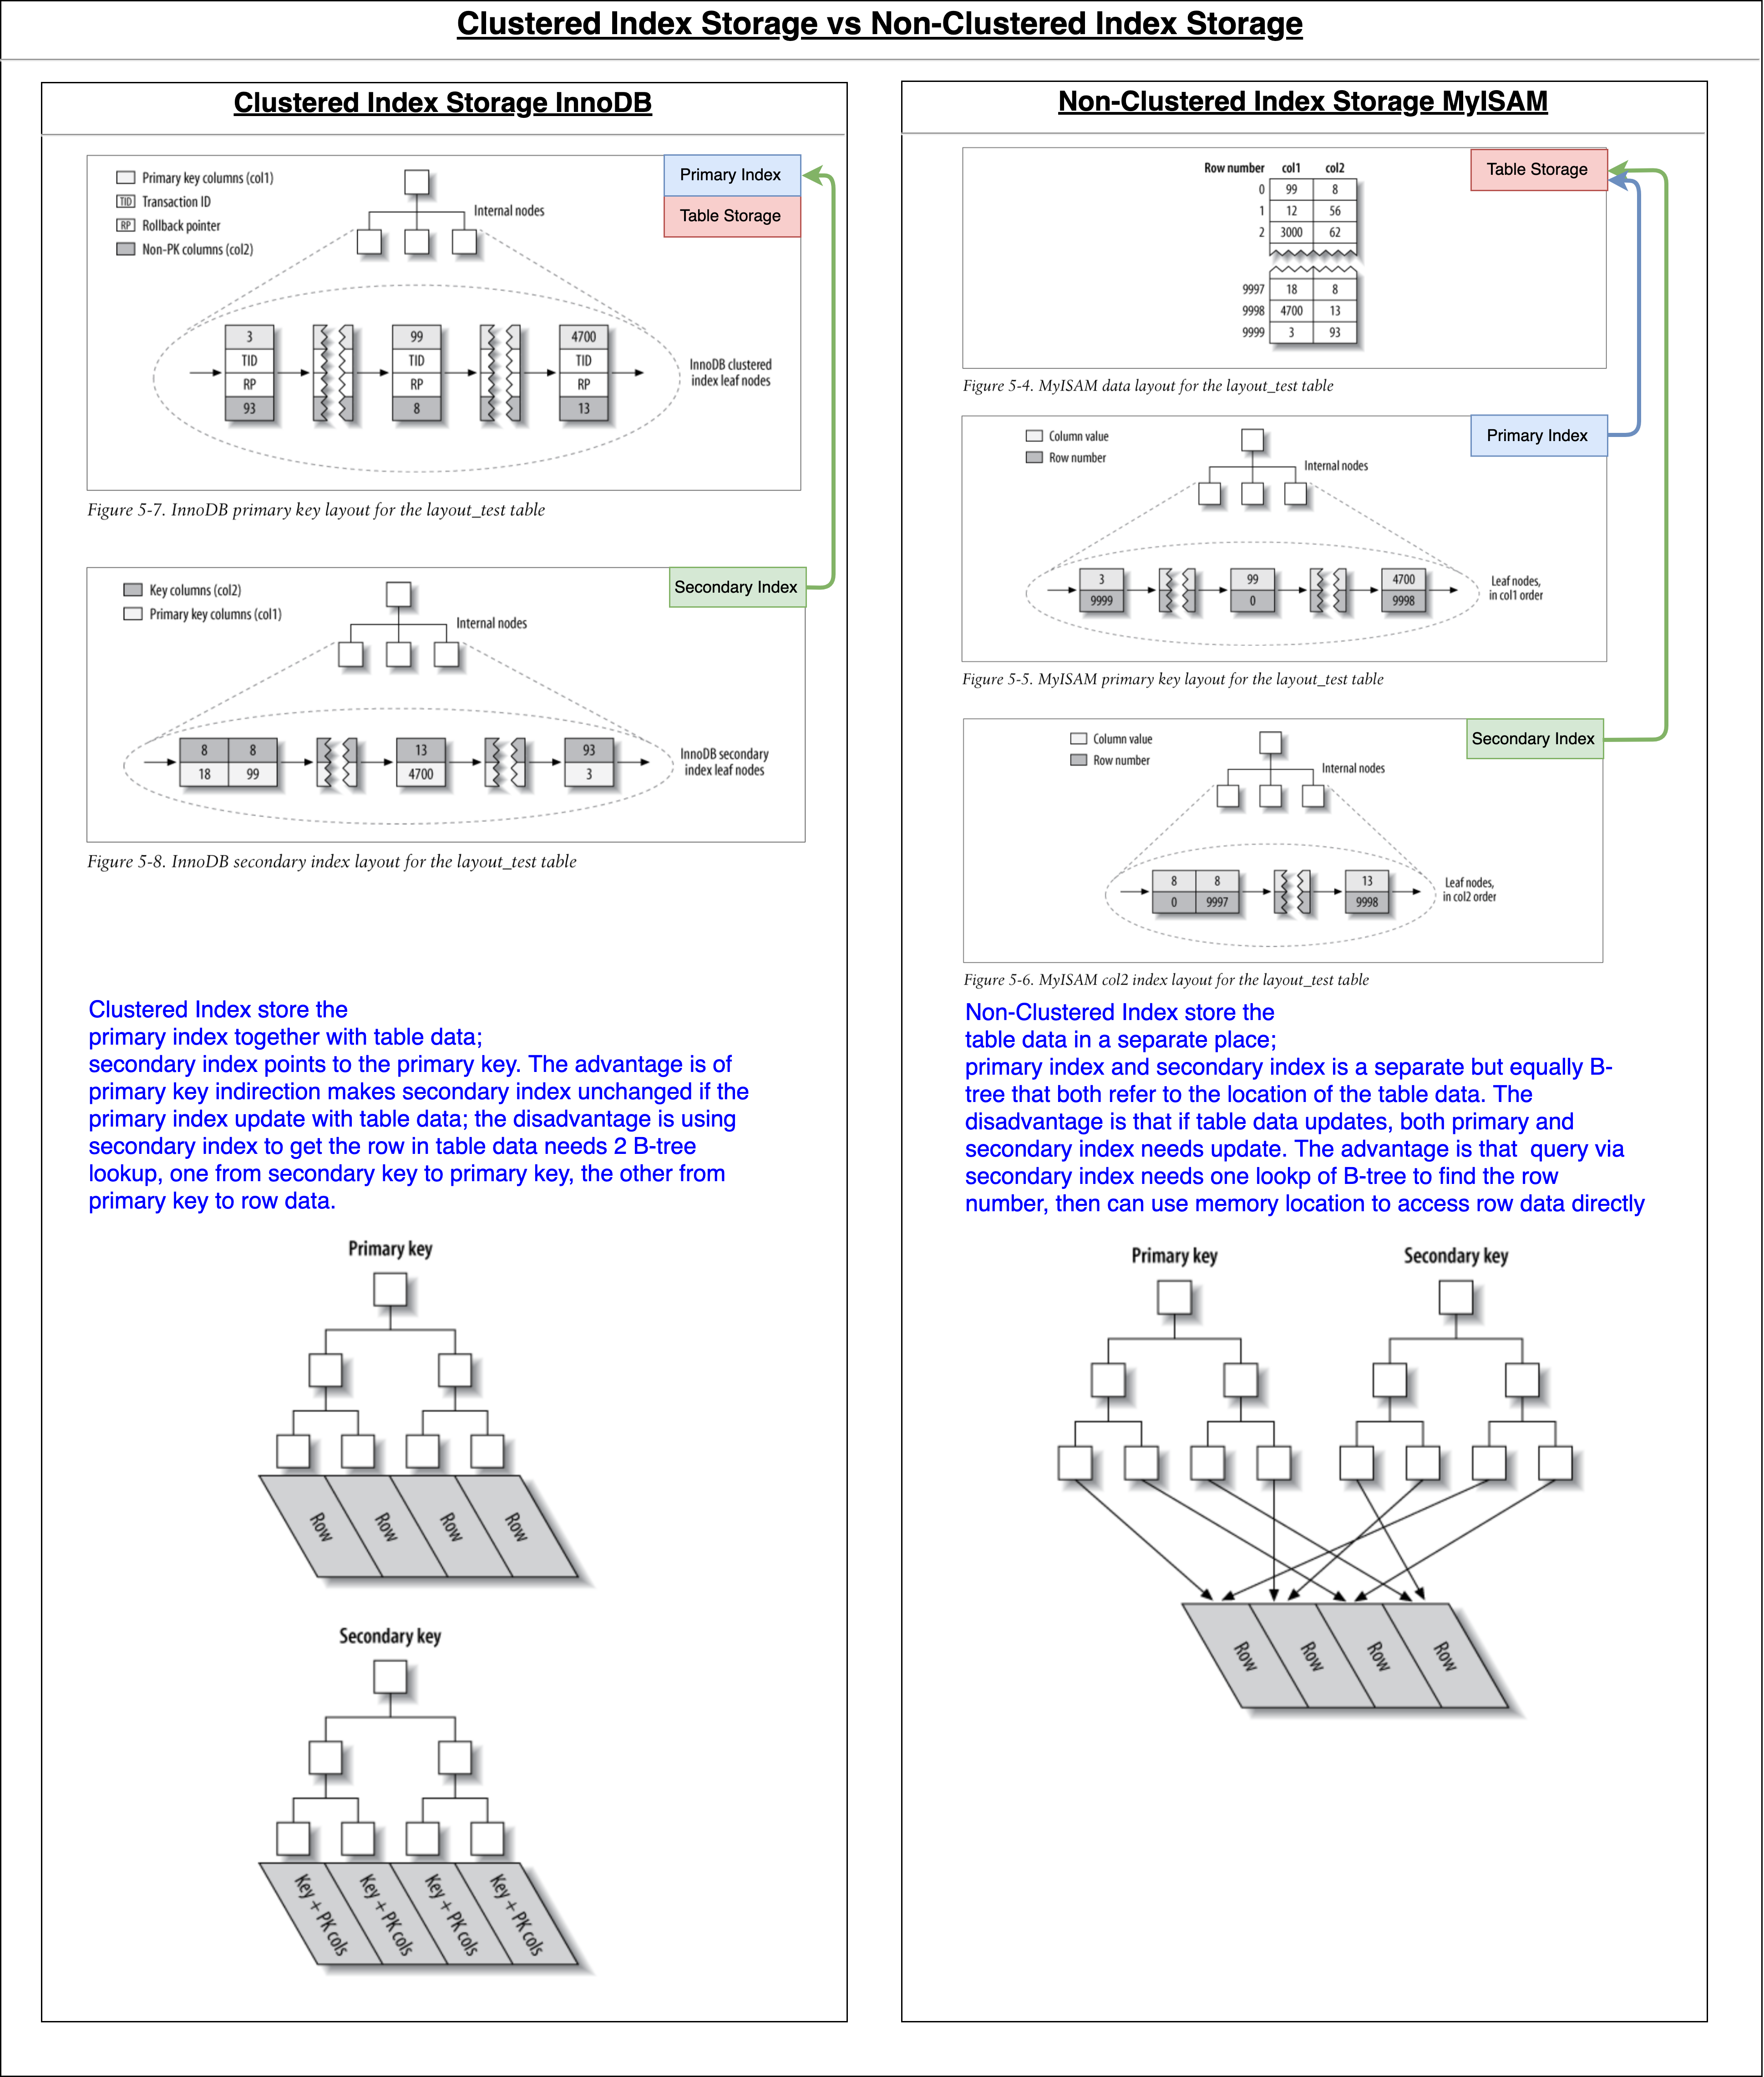 Clustered Index Storage vs Non-Clustered Index Storage
Clustered Index Storage InnoDB
Primary key columns (col1)
TID Transaction ID
RP Rollback pointer
Non-PK columns (col2)
Internal nodes
Primary Index
Table Storage
3 99 4700
TID TID TID
RP RP RP
93 8 13
InnoDB clustered
index leaf nodes
Figure 5-7. InnoDB primary key layout for the layout_test table
Key columns (col2)
Primary key columns (col1)
Internal nodes
Secondary Index
8 8 13 93
18 99 4700 3
InnoDB secondary
index leaf nodes
Figure 5-8. InnoDB secondary index layout for the layout_test table
Clustered Index store the
primary index together with table data;
secondary index points to the primary key. The advantage is of
primary key indirection makes secondary index unchanged if the
primary index update with table data; the disadvantage is using
secondary index to get the row in table data needs 2 B-tree
lookup, one from secondary key to primary key, the other from
primary key to row data.
Primary key
Row Row Row Row
Secondary key
Key + PK cols Key + PK cols Key + PK cols Key + PK cols
Non-Clustered Index Storage MyISAM
Row number col1 col2
0 99 8
1 12 56
2 3000 62
9997 18 8
9998 4700 13
9999 3 93
Table Storage
Figure 5-4. MyISAM data layout for the layout_test table
Column value
Row number
Internal nodes
Primary Index
3 99 4700
9999 0 9998
Leaf nodes,
in col1 order
Figure 5-5. MyISAM primary key layout for the layout_test table
Column value
Row number
Internal nodes
Secondary Index
8 8 13
0 9997 9998
Leaf nodes,
in col2 order
Figure 5-6. MyISAM col2 index layout for the layout_test table
Non-Clustered Index store the
table data in a separate place;
primary index and secondary index is a separate but equally B-
tree that both refer to the location of the table data. The
disadvantage is that if table data updates, both primary and
secondary index needs update. The advantage is that  query via
secondary index needs one lookp of B-tree to find the row
number, then can use memory location to access row data directly
Primary key Secondary key
Row Row Row Row